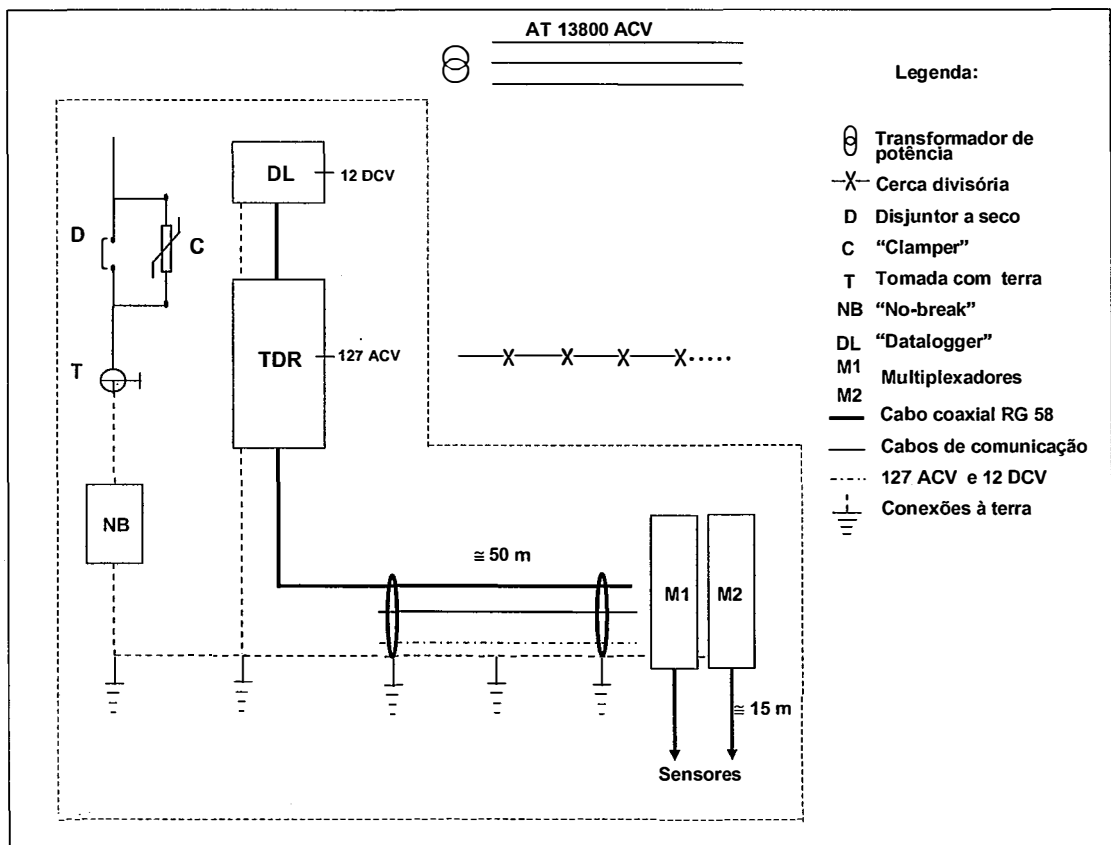 AT 13800 ACV
Legenda:
Transformador de
potência
Cerca divisória
D Disjuntor a seco
C "Clamper"
T Tomada com terra
NB "No-break"
DL "Datalogger"
M1
Multiplexadores
M2
Cabo coaxial RG 58
Cabos de comunicação
127 ACV e 12 DCV
Conexões à terra
DL
12 DCV
D
C
TDR
127 ACV
T
NB
≅ 50 m
M1
M2
≅ 15 m
Sensores